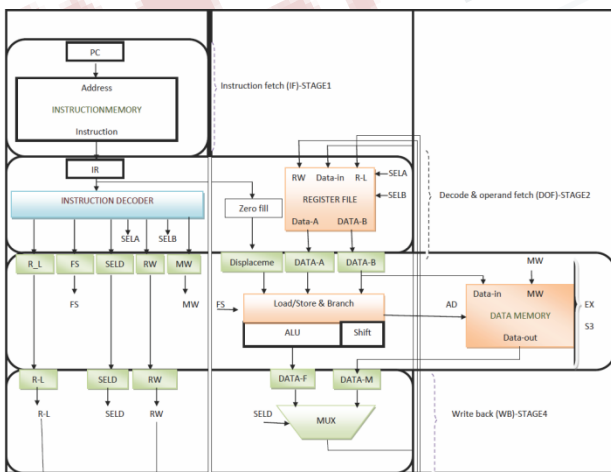 PC
Address
INSTRUCTIONMEMORY
Instruction
Instruction fetch (IF)-STAGE1
IR
INSTRUCTION DECODER
SELA
SELB
Zero fill
RW Data-in R-L
REGISTER FILE
Data-A DATA-B
SELA
SELB
Decode & operand fetch (DOF)-STAGE2
R_L FS SELD RW MW Displaceme DATA-A DATA-B
FS
MW
FS
Load/Store & Branch
ALU Shift
AD
MW
Data-in MW
DATA MEMORY
Data-out
EX
S3
R-L SELD RW DATA-F DATA-M
R-L SELD RW
SELD
MUX
Write back (WB)-STAGE4